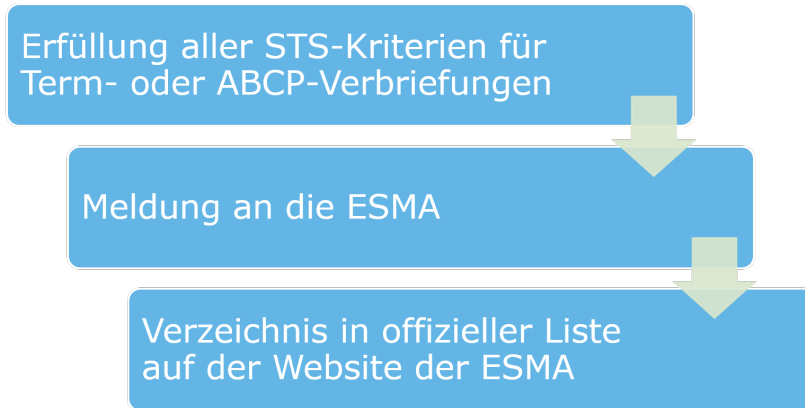 Erfüllung aller STS-Kriterien für
Term- oder ABCP-Verbriefungen
Meldung an die ESMA
Verzeichnis in offizieller Liste
auf der Website der ESMA